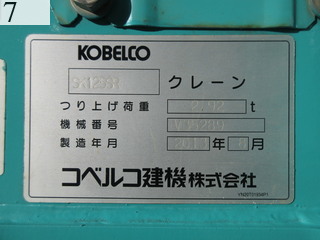 7
KOBELCO
クレーン
つり上げ荷重 t
機械番号
製造年月 年 月
コベルコ建機株式会社